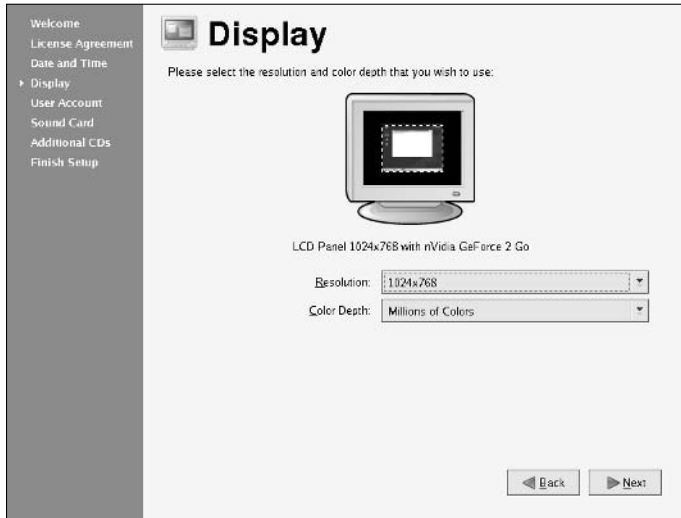 Welcome
License Agreement
Date and Time
Display
User Account
Sound Card
Additional CDs
Finish Setup
Display
Please select the resolution and color depth that you wish to use:
LCD Panel 1024x768 with nVidia GeForce 2 Go
Resolution: 1024x768
Color Depth: Millions of Colors
Back Next